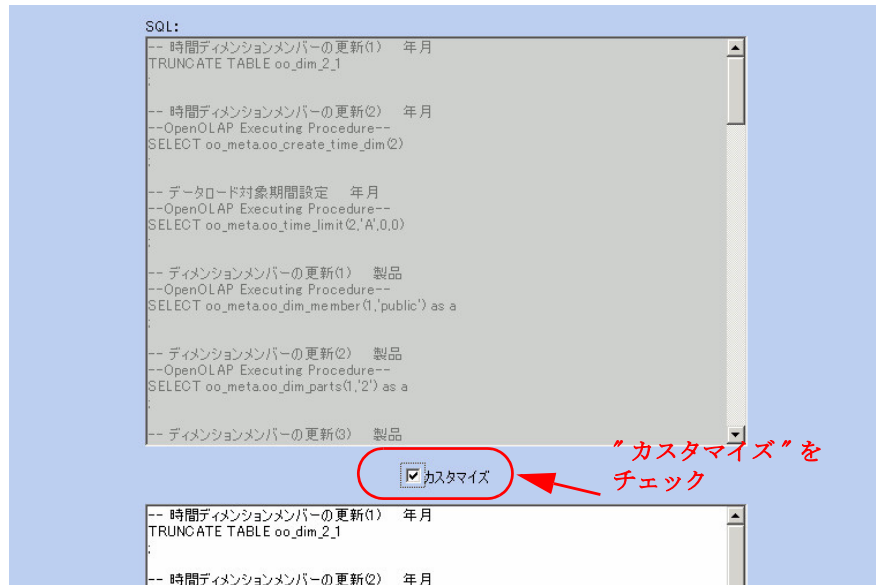 SQL:
-- 時間ディメンションメンバーの更新(1)　年月
TRUNCATE TABLE oo_dim_2_1
;
-- 時間ディメンションメンバーの更新(2)　年月
--OpenOLAP Executing Procedure--
SELECT oo_meta.oo_create_time_dim(2)
;
-- データロード対象期間設定　年月
--OpenOLAP Executing Procedure--
SELECT oo_meta.oo_time_limit(2,'A',0,0)
;
-- ディメンションメンバーの更新(1)　製品
--OpenOLAP Executing Procedure--
SELECT oo_meta.oo_dim_member(1,'public') as a
;
-- ディメンションメンバーの更新(2)　製品
--OpenOLAP Executing Procedure--
SELECT oo_meta.oo_dim_parts(1,'2') as a
;
-- ディメンションメンバーの更新(3)　製品
カスタマイズ
"カスタマイズ"を
チェック
-- 時間ディメンションメンバーの更新(1)　年月
TRUNCATE TABLE oo_dim_2_1
;
-- 時間ディメンションメンバーの更新(2)　年月